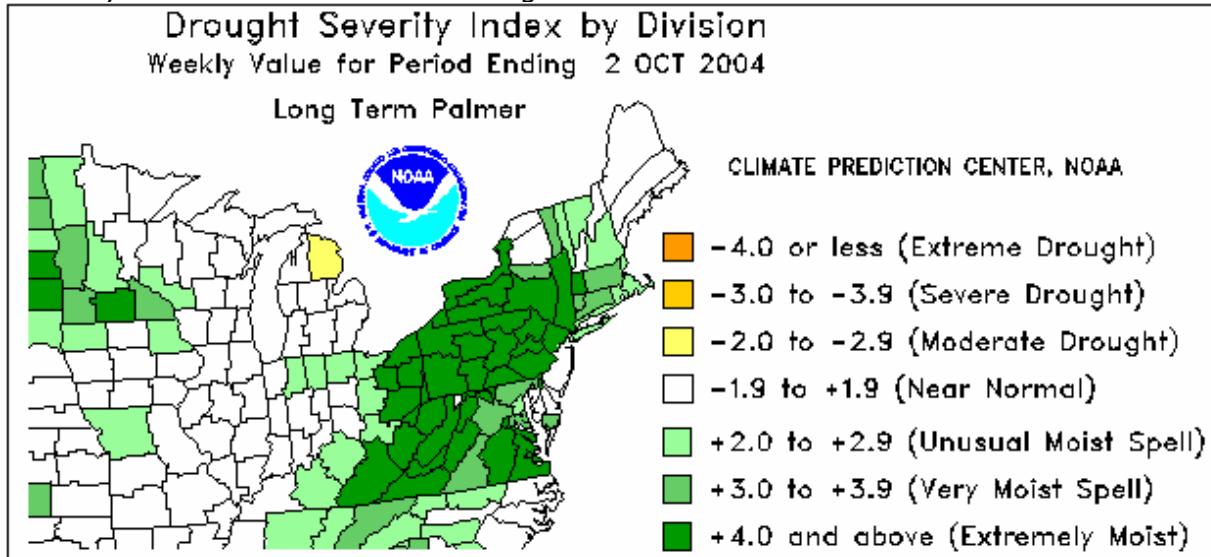 Drought Severity Index by Division
Weekly Value for Period Ending 2 OCT 2004
Long Term Palmer
NOAA
CLIMATE PREDICTION CENTER, NOAA
-4.0 or less (Extreme Drought)
-3.0 to -3.9 (Severe Drought)
-2.0 to -2.9 (Moderate Drought)
-1.9 to +1.9 (Near Normal)
+2.0 to +2.9 (Unusual Moist Spell)
+3.0 to +3.9 (Very Moist Spell)
+4.0 and above (Extremely Moist)